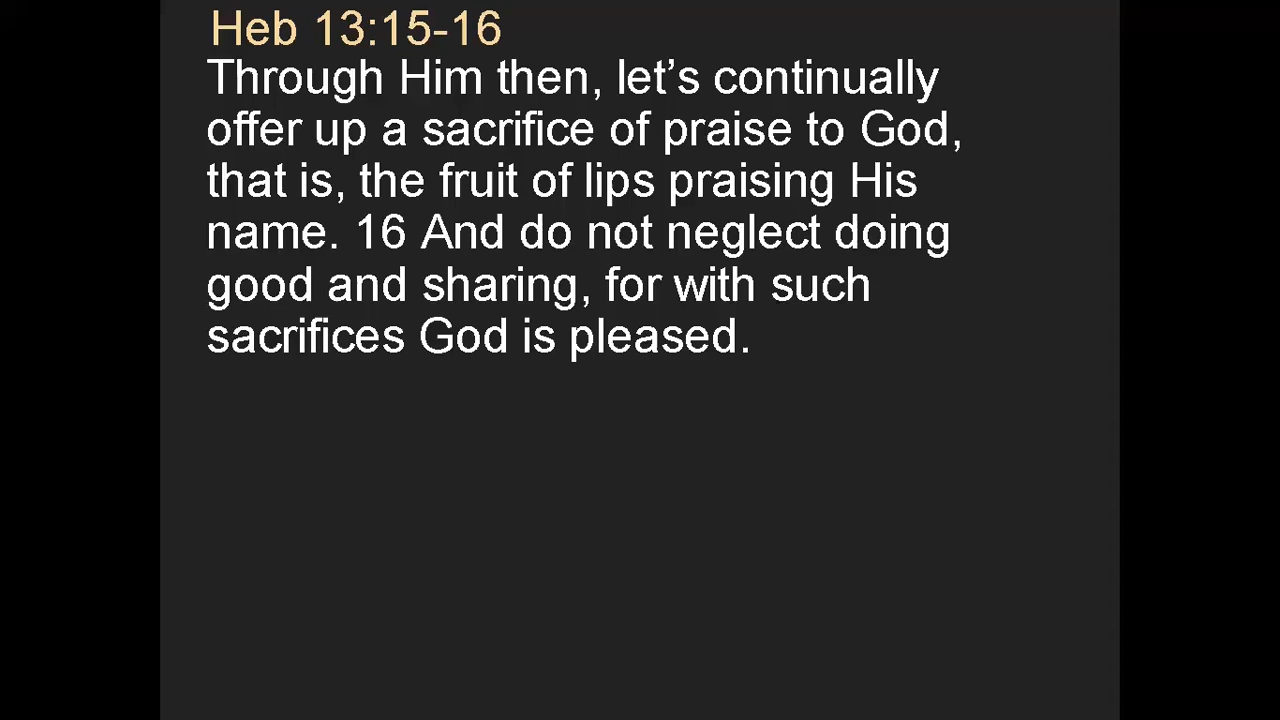 Heb 13:15-16
Through Him then, let’s continually
offer up a sacrifice of praise to God,
that is, the fruit of lips praising His
name. 16 And do not neglect doing
good and sharing, for with such
sacrifices God is pleased.